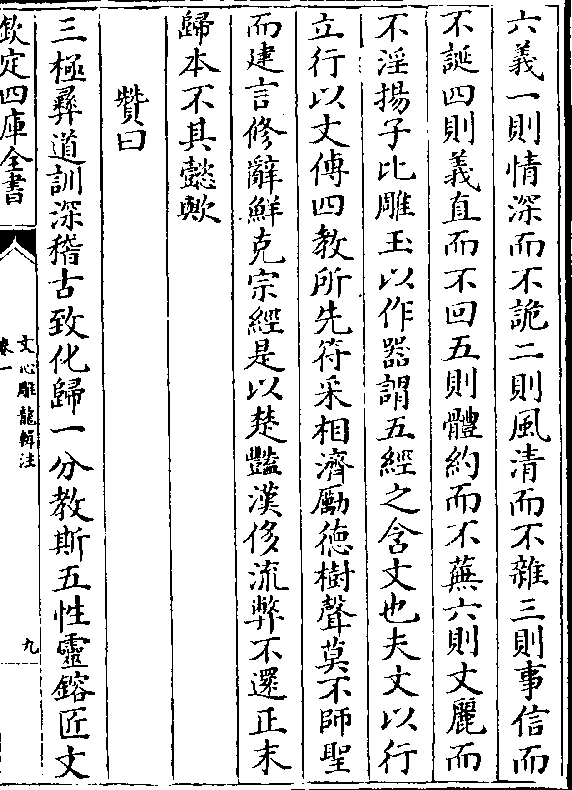 六義一則情深而不詭二則風清而不雜三則事信而
不誕四則義直而不回五則體約而不蕪六則文麗而
不淫揚子比雕玉以作器謂五經之含文也夫文以行
立行以文傳四教所先符采相濟勵徳樹聲莫不師聖
而建言修辭鮮克宗經是以楚豔漢侈流弊不還正末
歸本不其懿歟
贊曰
三極彛道訓深稽古致化歸一分教斯五性靈鎔匠文
欽定四庫全書
文心雕龍輯注
卷一
九